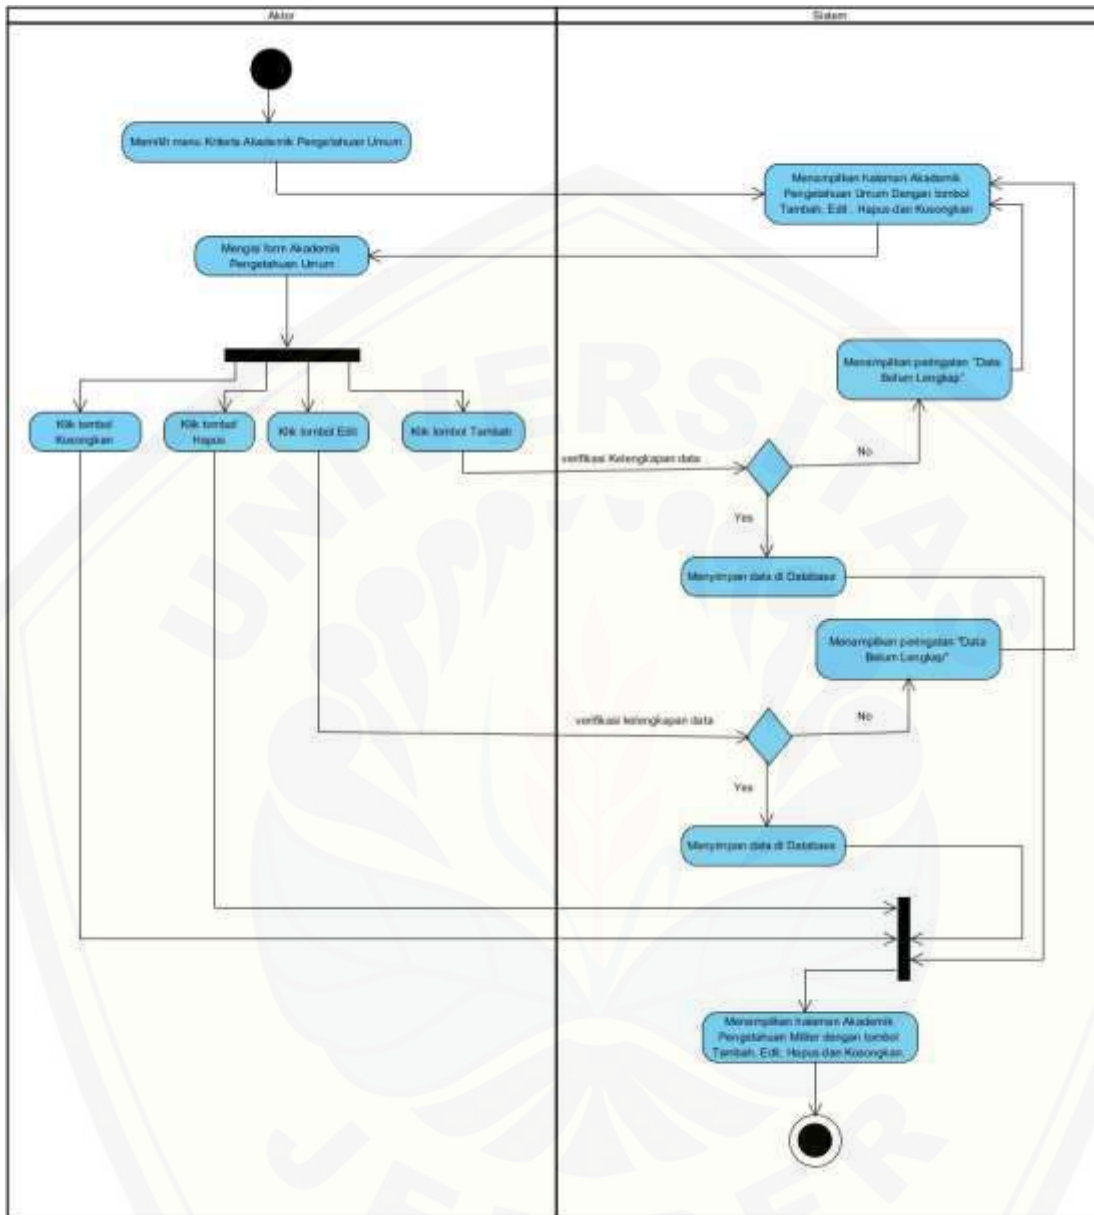 Aktor
Sistem
Memilih menu Kriteria Akademik Pengetahuan Umum
Menampilkan halaman Akademik
Pengetahuan Umum Dengan tombol
Tambah, Edit , Hapus dan Kosongkan
Mengisi form Akademik
Pengetahuan Umum
Menampilkan peringatan "Data
Belum Lengkap"
Klik tombol
Kosongkan
Klik tombol
Hapus
Klik tombol Edit
Klik tombol Tambah
verifikasi Kelengkapan data
No
Yes
Menyimpan data di Database
Menampilkan peringatan "Data
Belum Lengkap"
verifikasi kelengkapan data
No
Yes
Menyimpan data di Database
Menampilkan halaman Akademik
Pengetahuan Militer dengan tombol
Tambah, Edit, Hapus dan Kosongkan
UNIVERSITAS
JEMBER